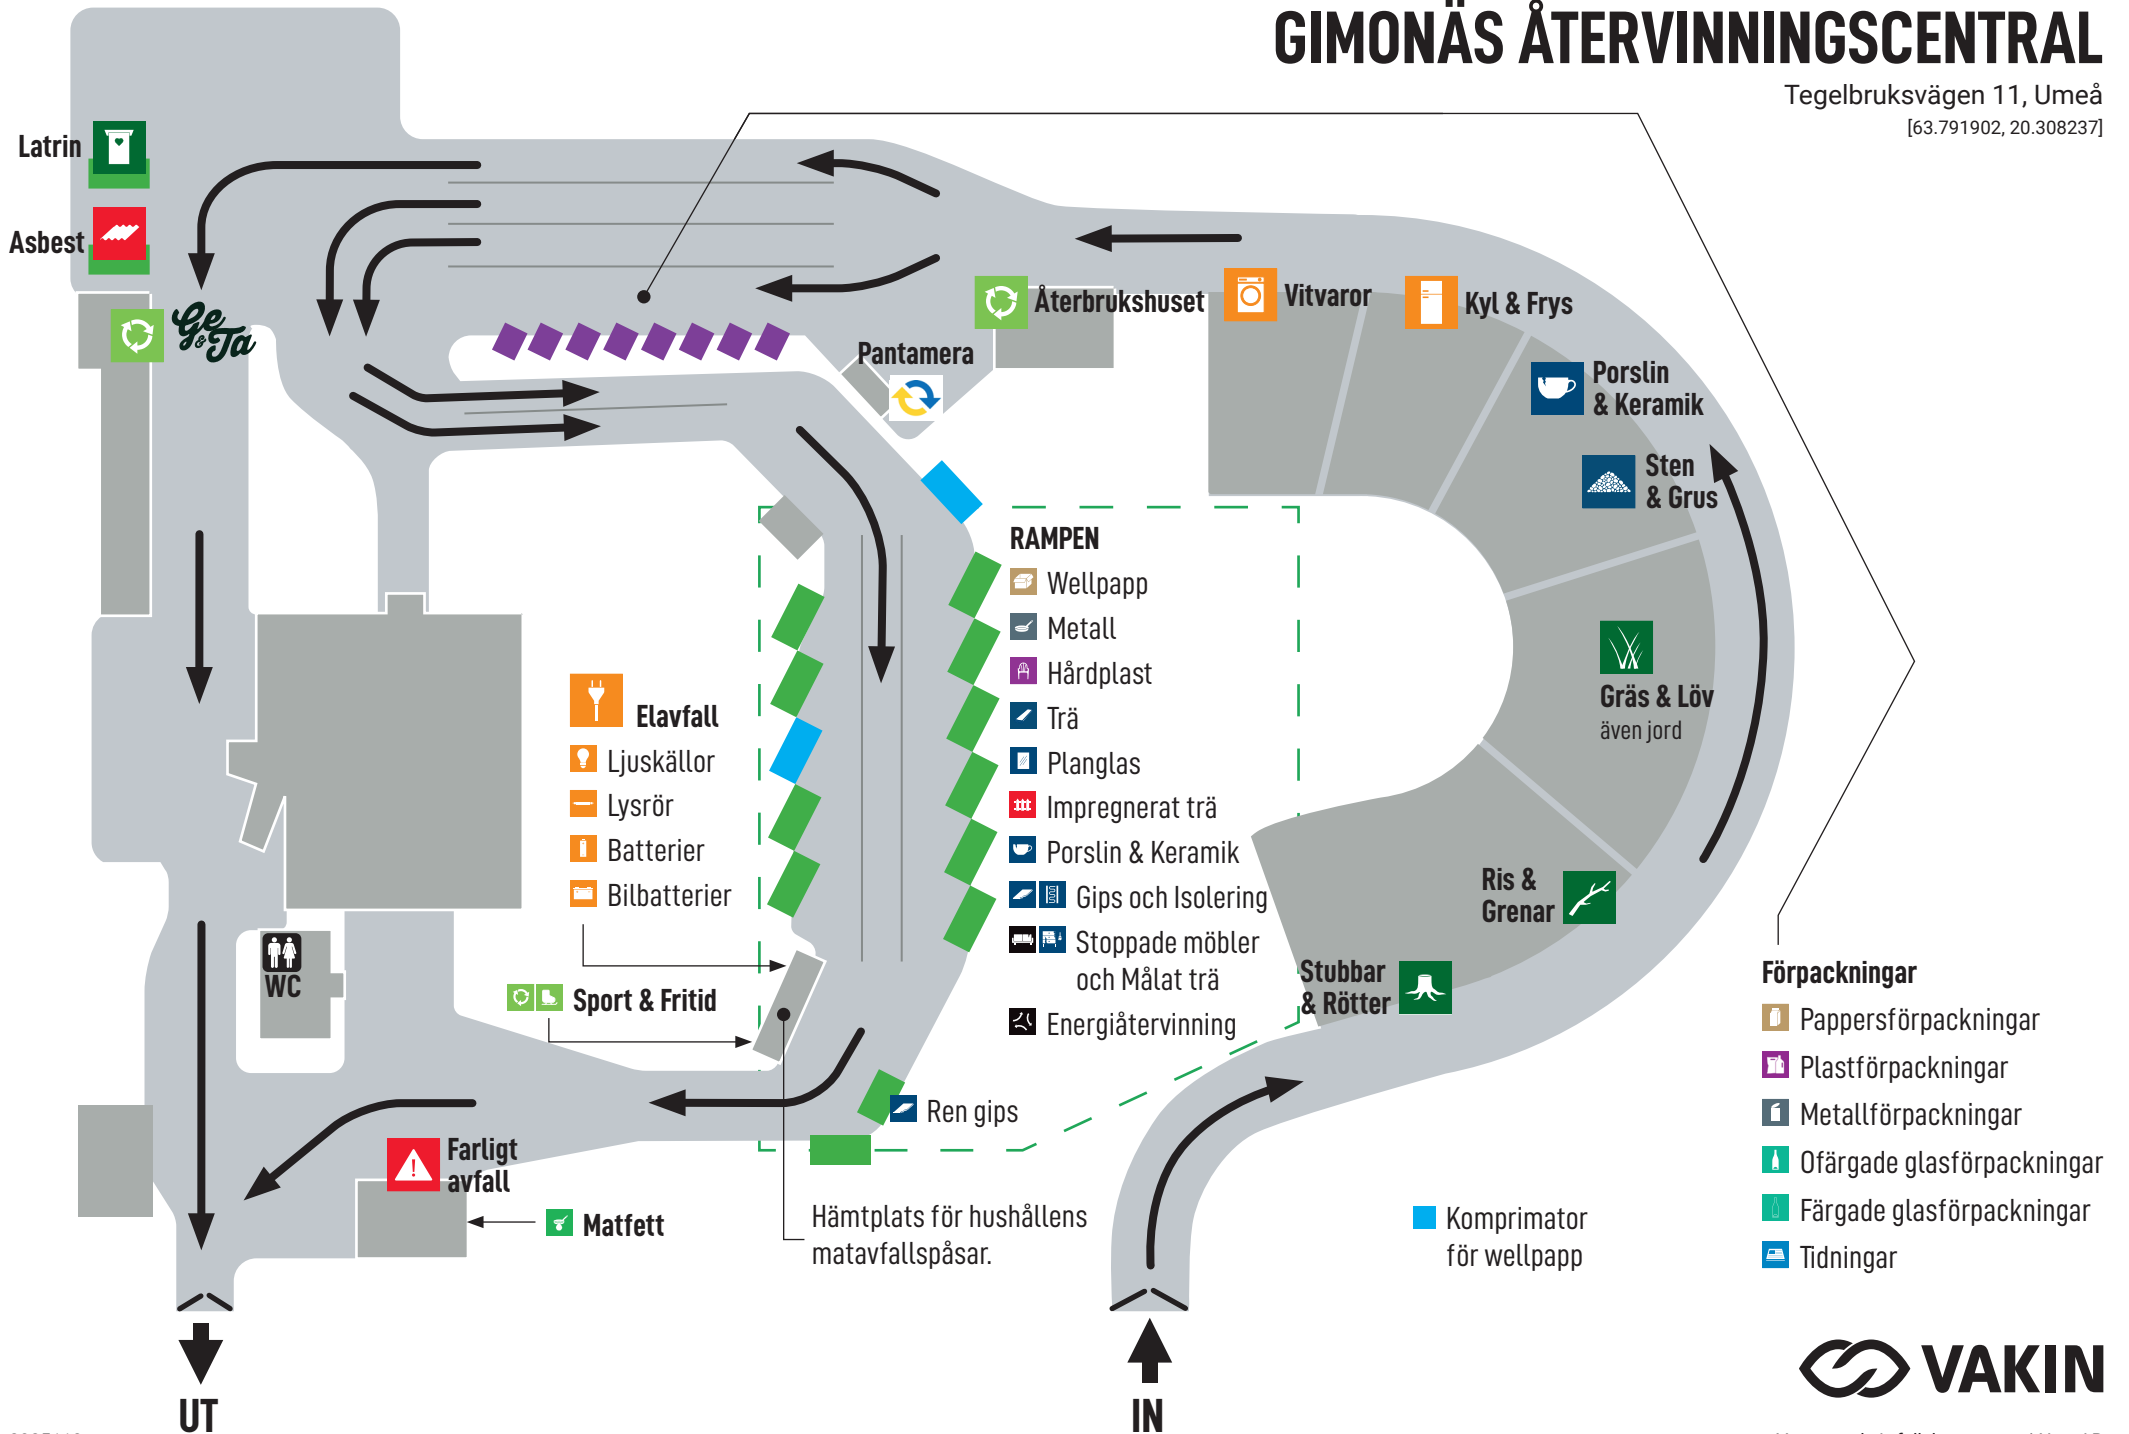 GIMONÄS ÅTERVINNINGSCENTRAL
Tegelbruksvägen 11, Umeå
[63.791902, 20.308237]
Latrin
Asbest
Ge
& Ta
Återbrukshuset
Vitvaror
Kyl & Frys
Pantamera
Porslin
& Keramik
Sten
& Grus
Gräs & Löv
även jord
Ris &
Grenar
Stubbar
& Rötter
RAMPEN
Wellpapp
Metall
Hårdplast
Trä
Planglas
Impregnerat trä
Porslin & Keramik
Gips och Isolering
Stoppade möbler
och Målat trä
Energiåtervinning
Elavfall
Ljuskällor
Lysrör
Batterier
Bilbatterier
Sport & Fritid
WC
Ren gips
Farligt
avfall
Matfett
Hämtplats för hushållens
matavfallspåsar.
Komprimator
för wellpapp
Förpackningar
Pappersförpackningar
Plastförpackningar
Metallförpackningar
Ofärgade glasförpackningar
Färgade glasförpackningar
Tidningar
UT
IN
VAKIN